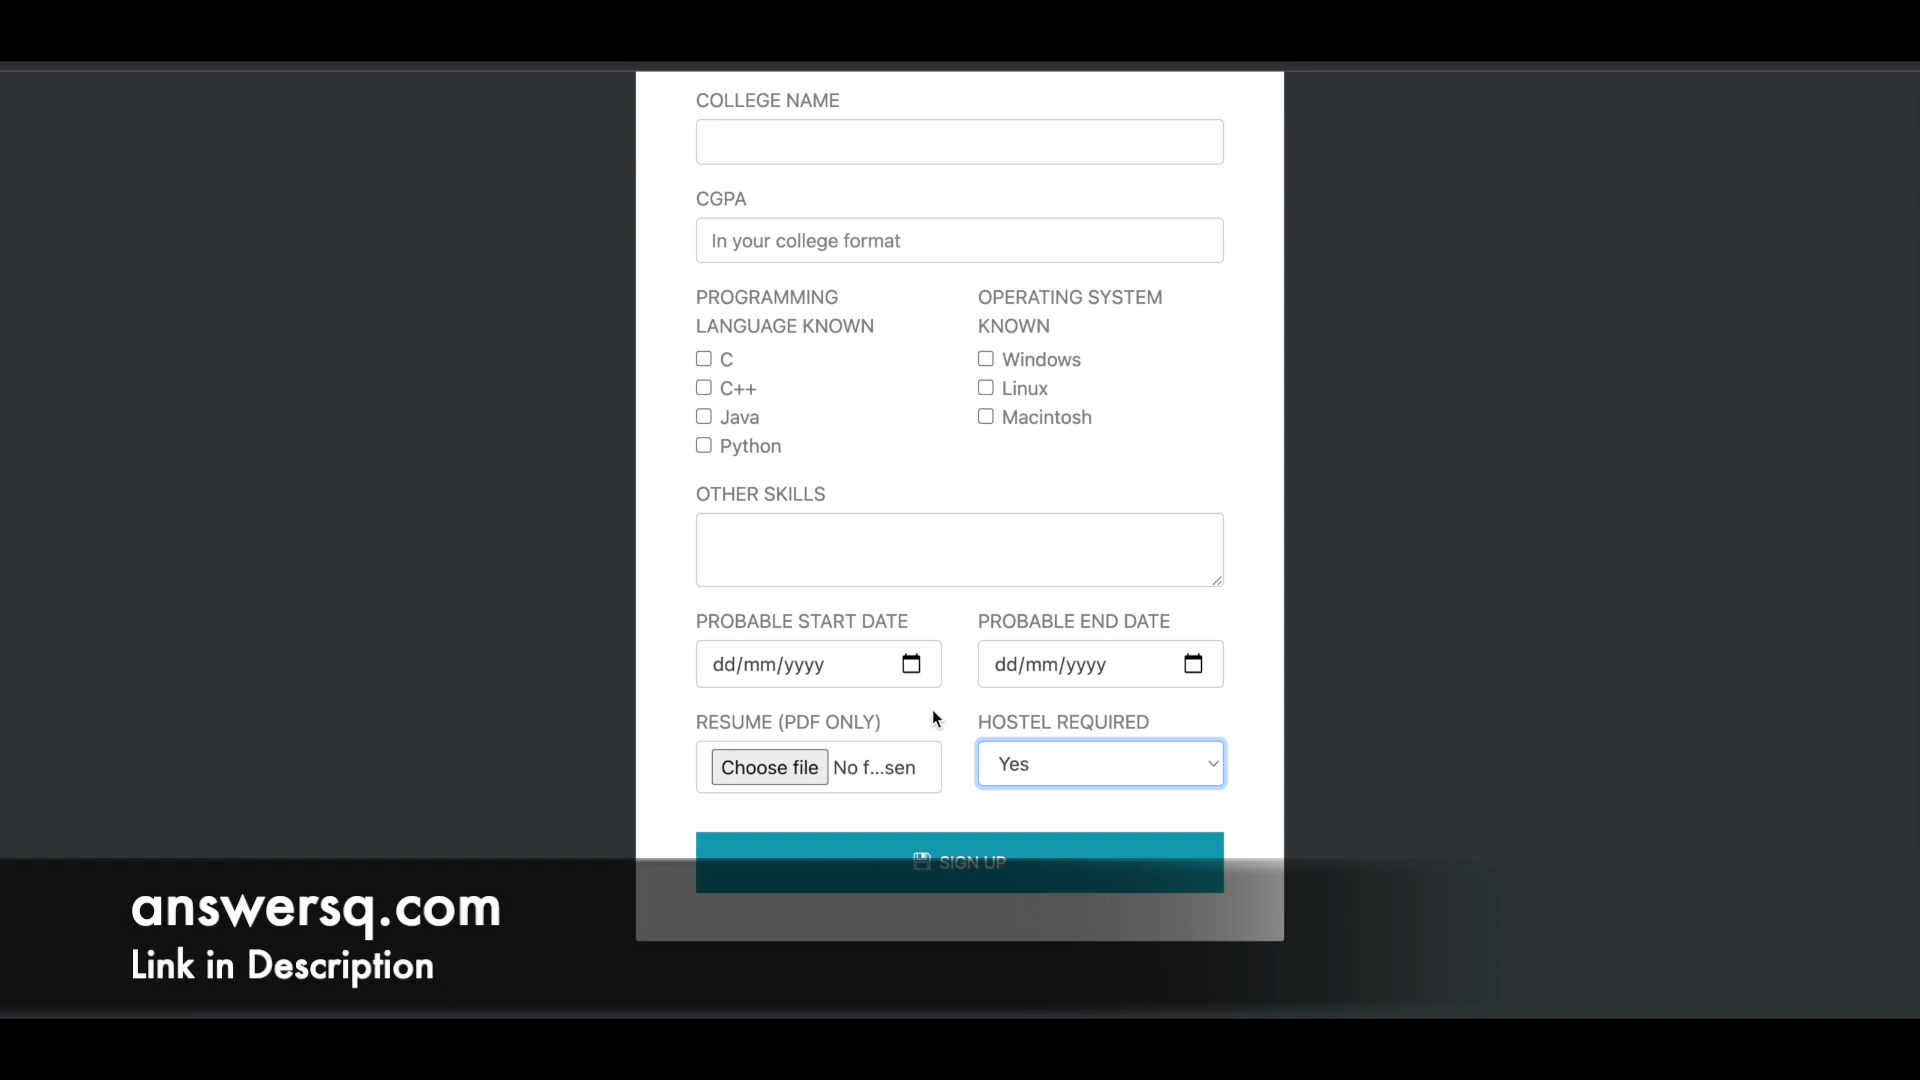 COLLEGE NAME
CGPA
In your college format
PROGRAMMING
LANGUAGE KNOWN
C
C++
Java
Python
OPERATING SYSTEM
KNOWN
Windows
Linux
Macintosh
OTHER SKILLS
PROBABLE START DATE
dd/mm/yyyy
PROBABLE END DATE
dd/mm/yyyy
RESUME (PDF ONLY)
Choose file No f...sen
HOSTEL REQUIRED
Yes
SIGN UP
answersq.com
Link in Description